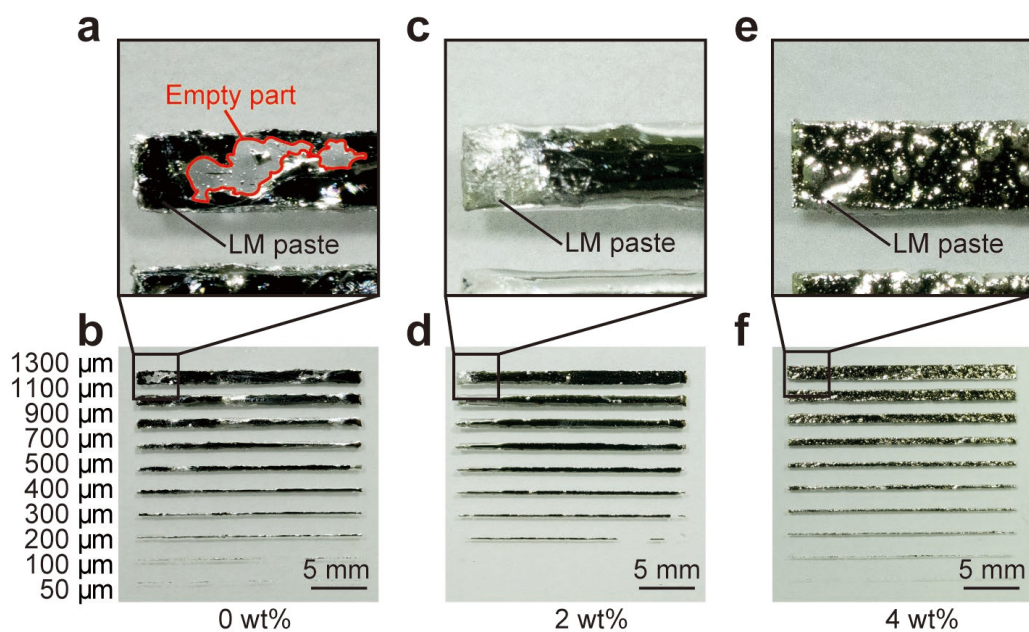 a
c
e
Empty part
LM paste
LM paste
LM paste
b
d
f
1300 µm
1100 µm
900 µm
700 µm
500 µm
400 µm
300 µm
200 µm
100 µm
50 µm
5 mm
5 mm
5 mm
0 wt%
2 wt%
4 wt%